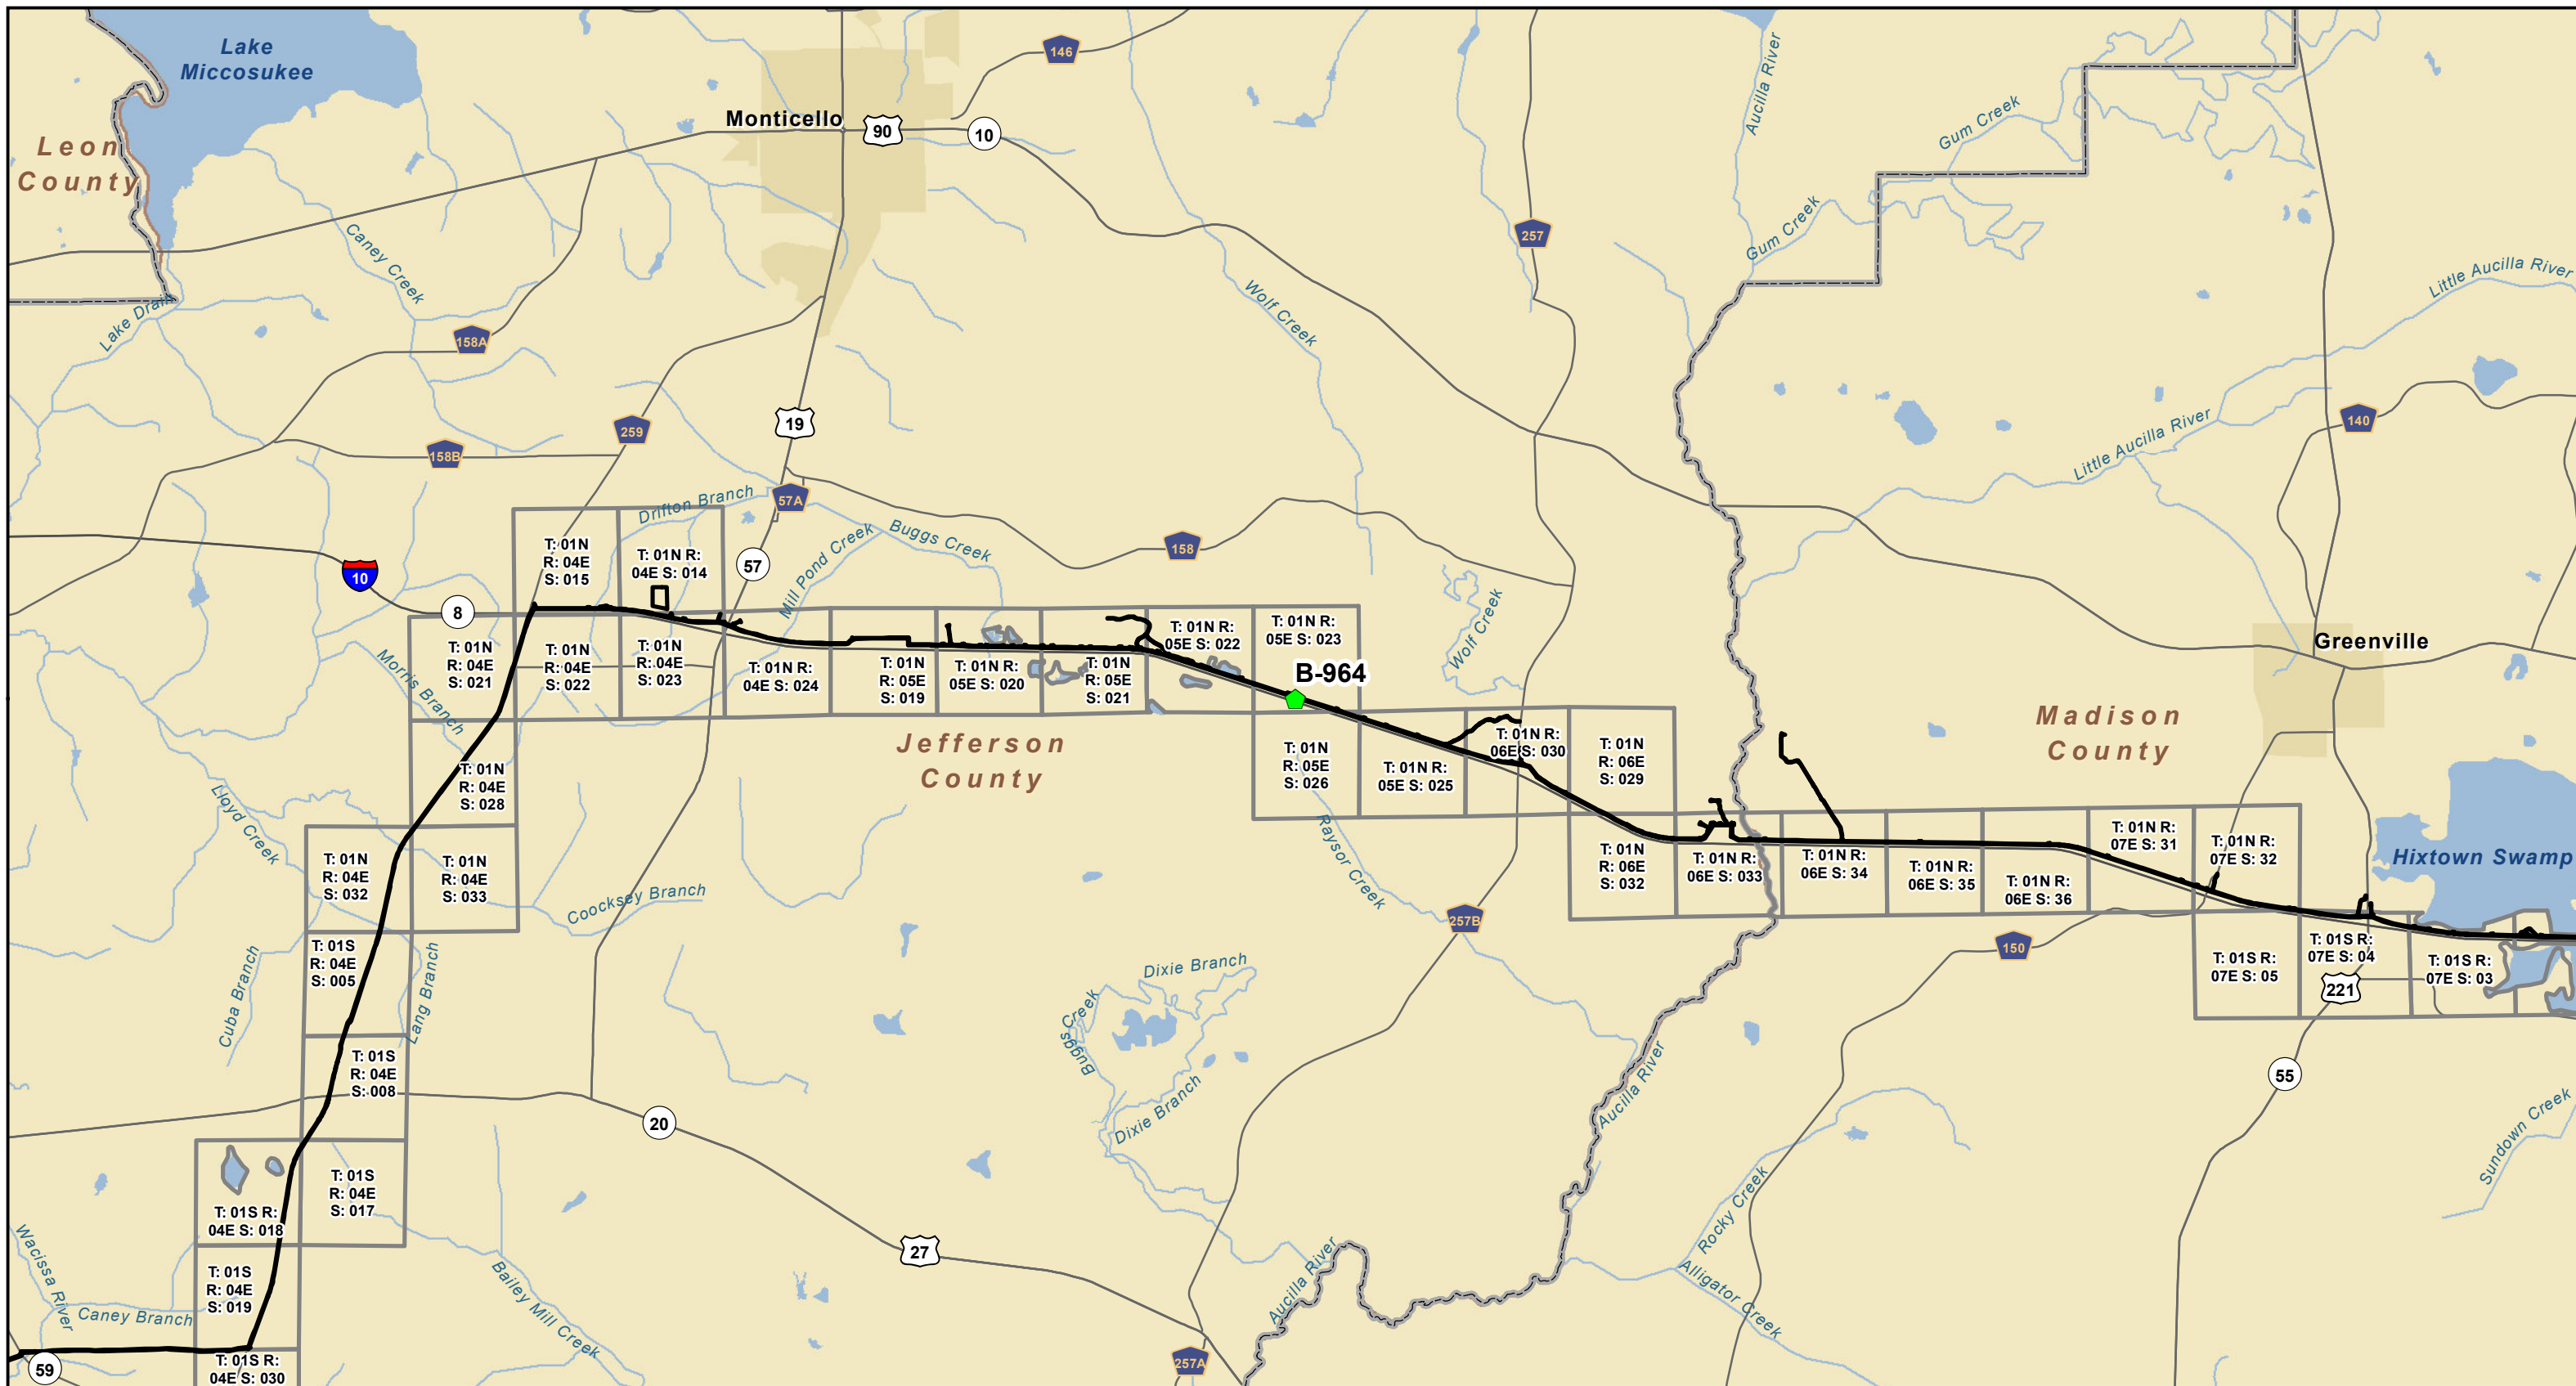 Lake
Miccosukee
146
Aucilla River
Gum Creek
Monticello
90
10
Leon
County
257
Gum Creek
Caney Creek
Little Aucilla River
Lake Drain
Wolf Creek
158A
19
140
259
158B
Little Aucilla River
57A
Drifton Branch
Buggs Creek
Mill Pond Creek
158
57
10
8
T: 01N
R: 04E
S: 015
T: 01N R:
04E S: 014
Wolf Creek
T: 01N
R: 04E
S: 021
T: 01N
R: 04E
S: 022
T: 01N
R: 04E
S: 023
T: 01N R:
04E S: 024
T: 01N
R: 05E
S: 019
T: 01N R:
05E S: 020
T: 01N
R: 05E
S: 021
T: 01N R:
05E S: 022
T: 01N R:
05E S: 023
B-964
Greenville
Morris Branch
Jefferson
County
Madison
County
T: 01N
R: 04E
S: 028
T: 01N
R: 05E
S: 026
T: 01N R:
05E S: 025
T: 01N R:
06E S: 030
T: 01N
R: 06E
S: 029
Lloyd Creek
T: 01N
R: 04E
S: 032
T: 01N
R: 04E
S: 033
Raysor Creek
T: 01N
R: 06E
S: 032
T: 01N R:
06E S: 033
T: 01N R:
06E S: 34
T: 01N R:
06E S: 35
T: 01N R:
06E S: 36
T: 01N R:
07E S: 31
T: 01N R:
07E S: 32
Hixtown Swamp
Coocksey Branch
257B
150
T: 01S
R: 04E
S: 005
Cuba Branch
Lang Branch
Dixie Branch
Buggs Creek
T: 01S R:
07E S: 05
T: 01S R:
07E S: 04
T: 01S R:
07E S: 03
221
T: 01S
R: 04E
S: 008
Dixie Branch
Aucilla River
55
20
Sundown Creek
T: 01S R:
04E S: 018
T: 01S
R: 04E
S: 017
Rocky Creek
27
Wacissa River
T: 01S
R: 04E
S: 019
Caney Branch
Bailey Mill Creek
Aucilla River
Alligator Creek
59
T: 01S R:
04E S: 030
257A